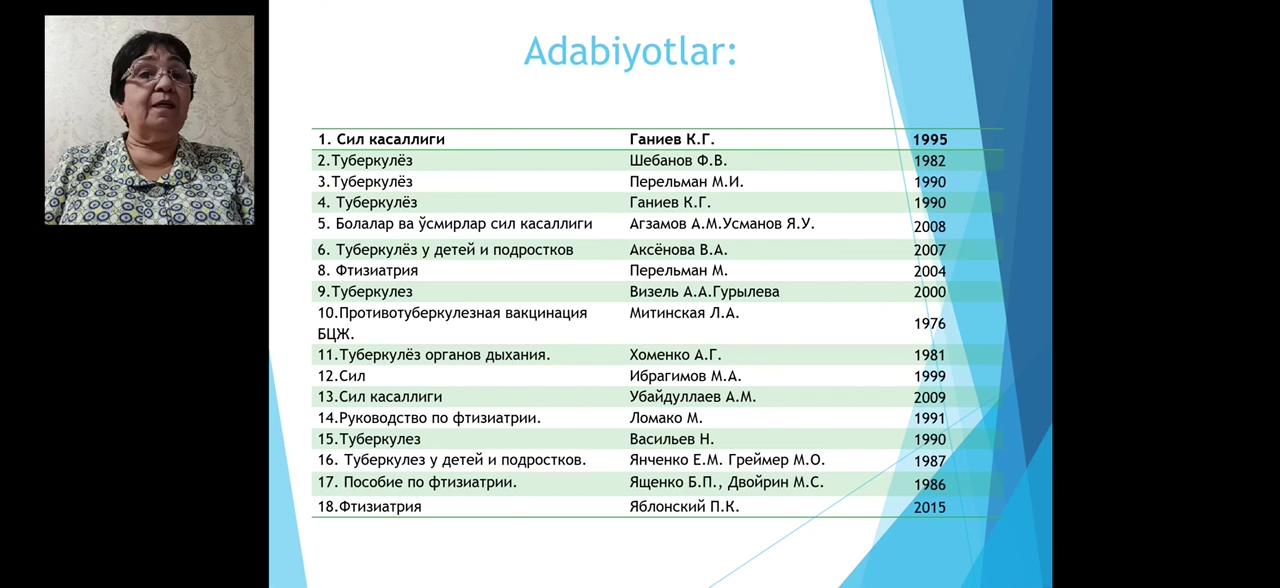 Adabiyotlar:
1. Сил касаллиги Ганиев К.Г. 1995
2.Туберкулёз Шебанов Ф.В. 1982
3.Туберкулёз Перельман М.И. 1990
4. Туберкулёз Ганиев К.Г. 1990
5. Болалар ва ўсмирлар сил касаллиги Агзамов А.М.Усманов Я.У. 2008
6. Туберкулёз у детей и подростков Аксёнова В.А. 2007
8. Фтизиатрия Перельман М. 2004
9.Туберкулез Визель А.А.Гурылева 2000
10.Противотуберкулезная вакцинация Митинская Л.А. 1976
БЦЖ.
11.Туберкулёз органов дыхания. Хоменко А.Г. 1981
12.Сил Ибрагимов М.А. 1999
13.Сил касаллиги Убайдуллаев А.М. 2009
14.Руководство по фтизиатрии. Ломако М. 1991
15.Туберкулез Васильев Н. 1990
16. Туберкулез у детей и подростков. Янченко Е.М. Греймер М.О. 1987
17. Пособие по фтизиатрии. Ященко Б.П., Двойрин М.С. 1986
18.Фтизиатрия Яблонский П.К. 2015